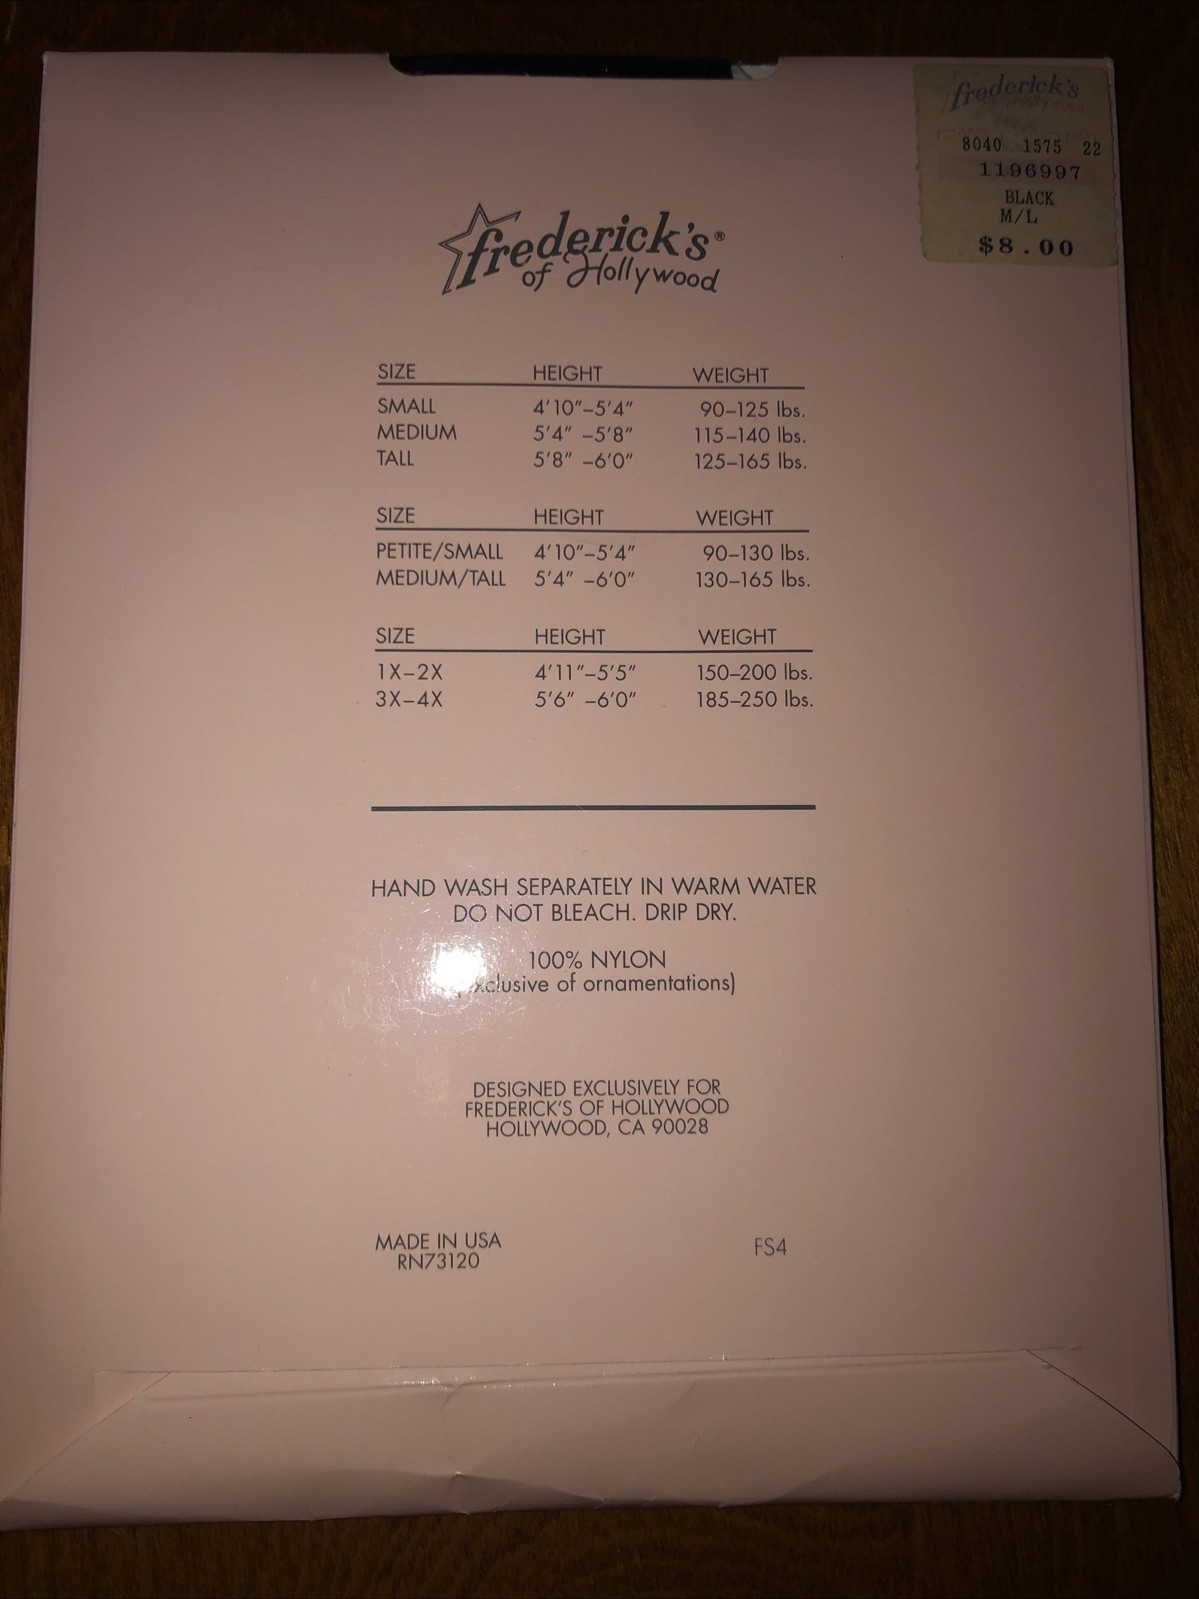 frederick's
8040 1575 22
1196997
BLACK
M/L
$8.00
frederick's®
of Hollywood
SIZE HEIGHT WEIGHT
SMALL 4'10"–5'4" 90–125 lbs.
MEDIUM 5'4" –5'8" 115–140 lbs.
TALL 5'8" –6'0" 125–165 lbs.
SIZE HEIGHT WEIGHT
PETITE/SMALL 4'10"–5'4" 90–130 lbs.
MEDIUM/TALL 5'4" –6'0" 130–165 lbs.
SIZE HEIGHT WEIGHT
1X–2X 4'11"–5'5" 150–200 lbs.
3X–4X 5'6" –6'0" 185–250 lbs.
HAND WASH SEPARATELY IN WARM WATER
DO NOT BLEACH. DRIP DRY.
100% NYLON
(exclusive of ornamentations)
DESIGNED EXCLUSIVELY FOR
FREDERICK'S OF HOLLYWOOD
HOLLYWOOD, CA 90028
MADE IN USA
RN73120
FS4